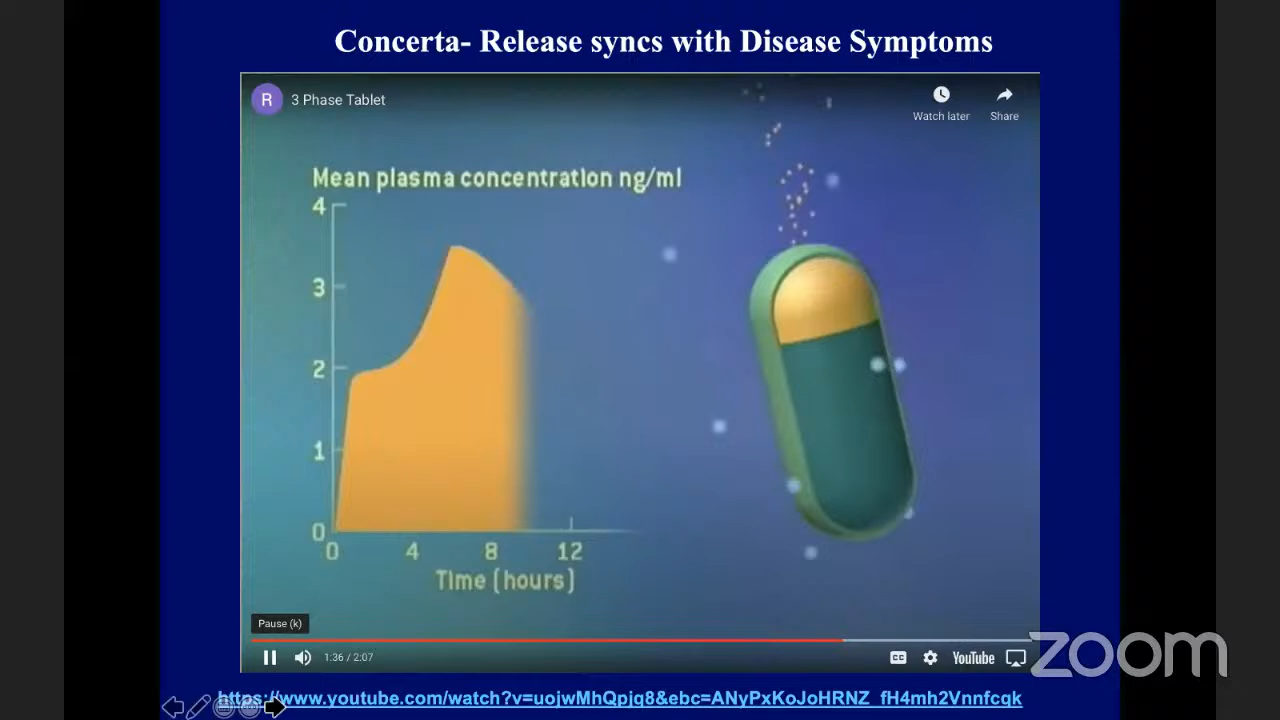 Concerta- Release syncs with Disease Symptoms
R
3 Phase Tablet
Watch later
Share
Mean plasma concentration ng/ml
4
3
2
1
0
0 4 8 12
Time (hours)
Pause (k)
1:36 / 2:07
CC
YouTube
zoom
https://www.youtube.com/watch?v=uojwMhQpjq8&ebc=ANyPxKoJoHRNZ_fH4mh2Vnnfcqk